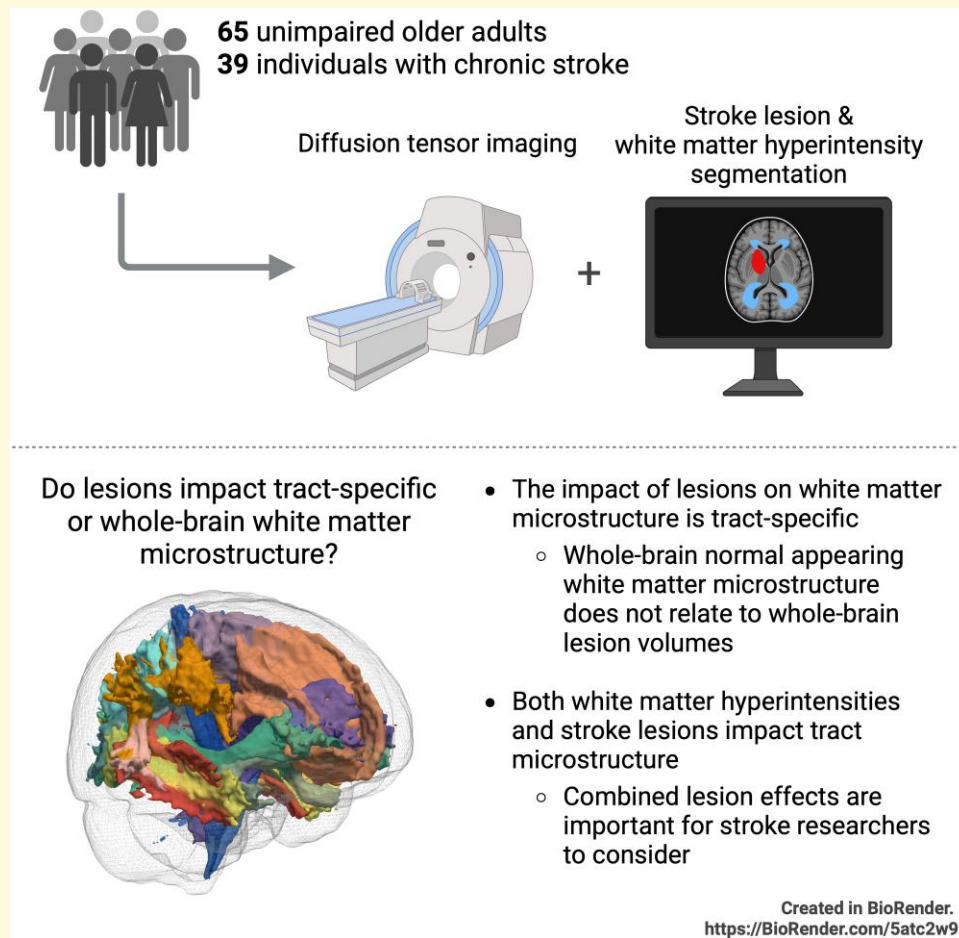 65 unimpaired older adults
39 individuals with chronic stroke
Diffusion tensor imaging
+
Stroke lesion &
white matter hyperintensity
segmentation
Do lesions impact tract-specific
or whole-brain white matter
microstructure?
• The impact of lesions on white matter
microstructure is tract-specific
○ Whole-brain normal appearing
white matter microstructure
does not relate to whole-brain
lesion volumes
• Both white matter hyperintensities
and stroke lesions impact tract
microstructure
○ Combined lesion effects are
important for stroke researchers
to consider
Created in BioRender.
https://BioRender.com/5atc2w9